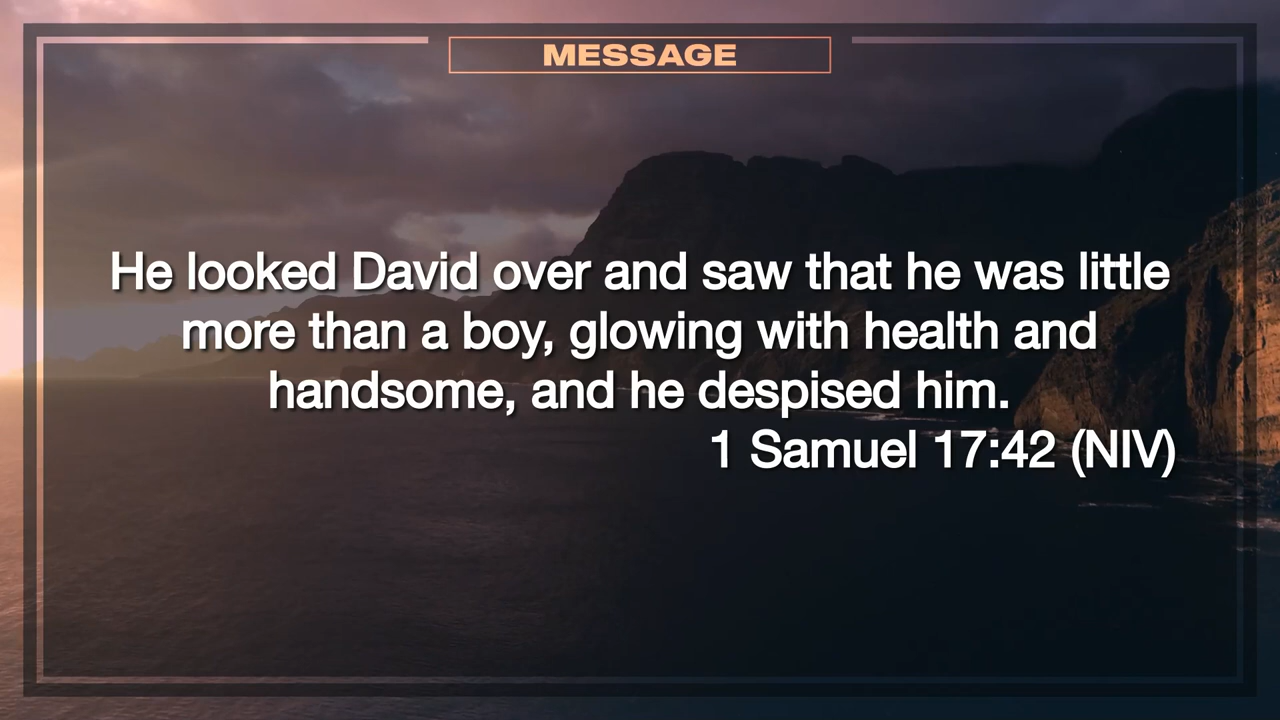 MESSAGE
He looked David over and saw that he was little
more than a boy, glowing with health and
handsome, and he despised him.
1 Samuel 17:42 (NIV)